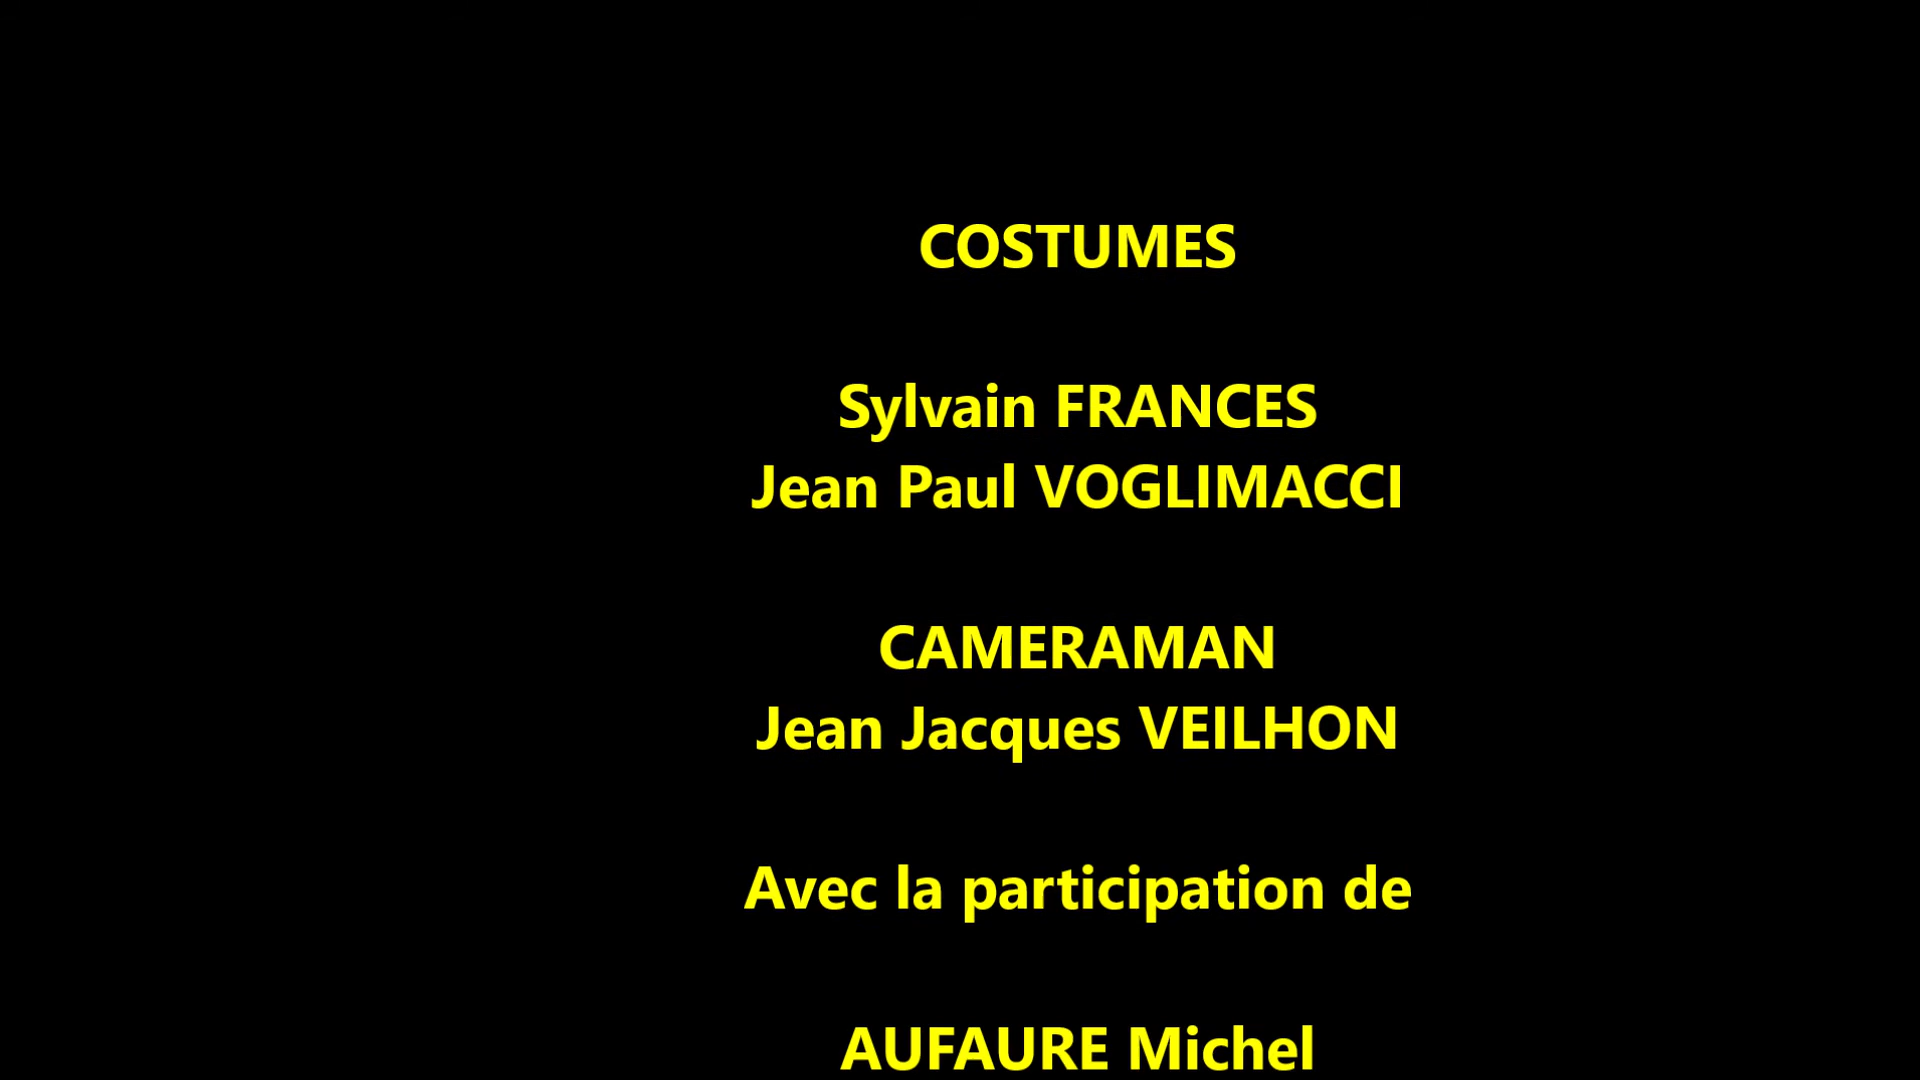 COSTUMES
Sylvain FRANCES
Jean Paul VOGLIMACCI
CAMERAMAN
Jean Jacques VEILHON
Avec la participation de
AUFAURE Michel